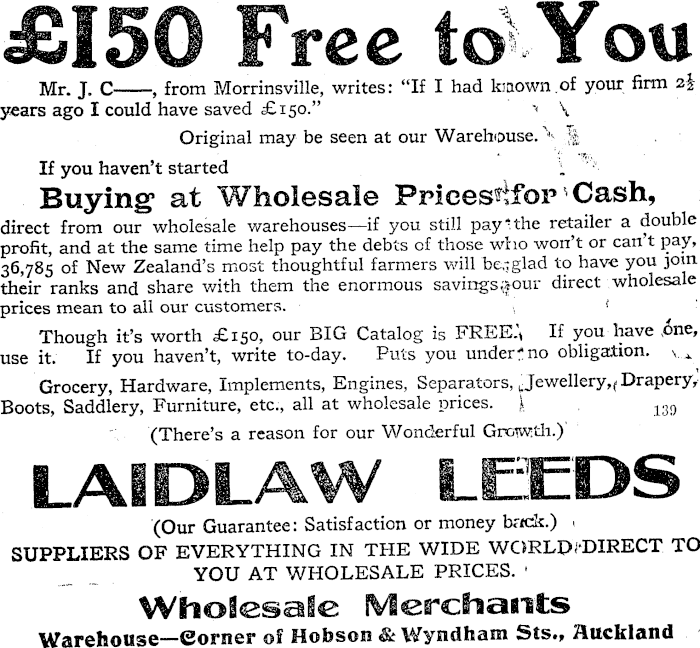 £150 Free to You
Mr. J. C——, from Morrinsville, writes: "If I had known of your firm 2½
years ago I could have saved £150."
Original may be seen at our Warehouse.
If you haven't started
Buying at Wholesale Prices for Cash,
direct from our wholesale warehouses—if you still pay the retailer a double
profit, and at the same time help pay the debts of those who won't or can't pay,
36,785 of New Zealand's most thoughtful farmers will be glad to have you join
their ranks and share with them the enormous savings our direct wholesale
prices mean to all our customers.
Though it's worth £150, our BIG Catalog is FREE. If you have one,
use it. If you haven't, write to-day. Puts you under no obligation.
Grocery, Hardware, Implements, Engines, Separators, Jewellery, Drapery,
Boots, Saddlery, Furniture, etc., all at wholesale prices.
139
(There's a reason for our Wonderful Growth.)
LAIDLAW LEEDS
(Our Guarantee: Satisfaction or money back.)
SUPPLIERS OF EVERYTHING IN THE WIDE WORLD DIRECT TO
YOU AT WHOLESALE PRICES.
Wholesale Merchants
Warehouse—Corner of Hobson & Wyndham Sts., Auckland